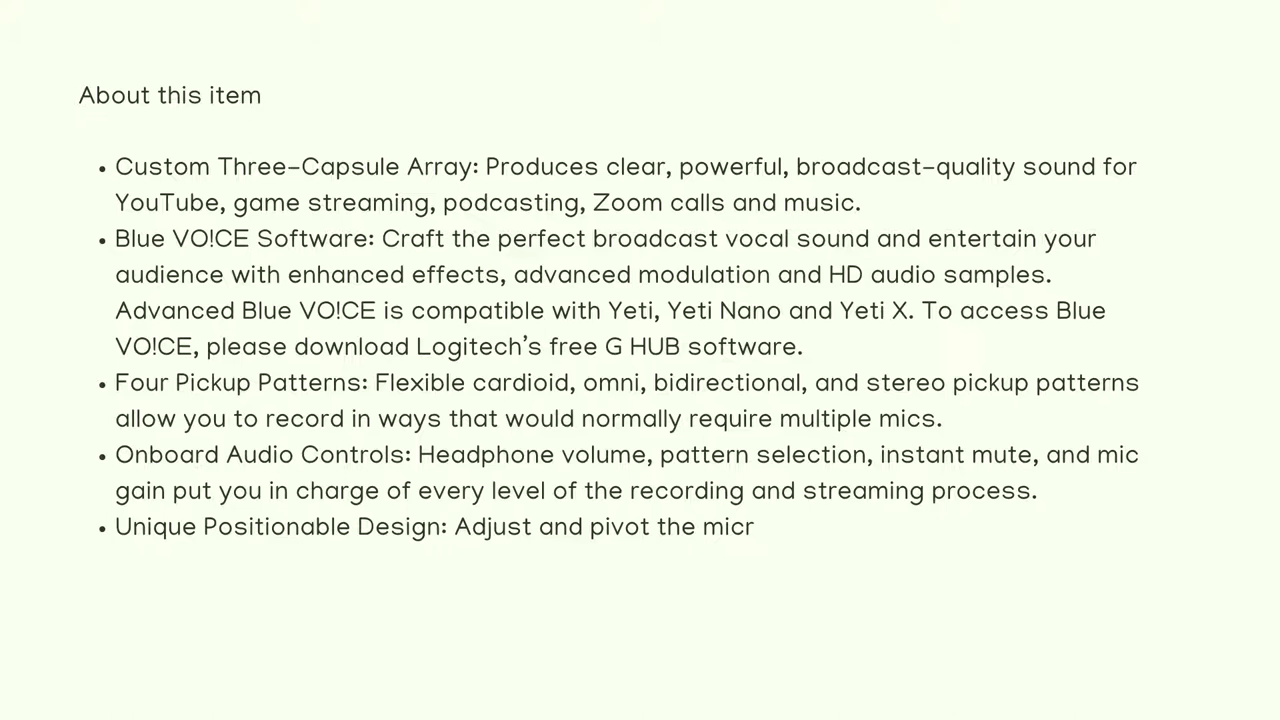 About this item
• Custom Three-Capsule Array: Produces clear, powerful, broadcast-quality sound for
YouTube, game streaming, podcasting, Zoom calls and music.
• Blue VO!CE Software: Craft the perfect broadcast vocal sound and entertain your
audience with enhanced effects, advanced modulation and HD audio samples.
Advanced Blue VO!CE is compatible with Yeti, Yeti Nano and Yeti X. To access Blue
VO!CE, please download Logitech’s free G HUB software.
• Four Pickup Patterns: Flexible cardioid, omni, bidirectional, and stereo pickup patterns
allow you to record in ways that would normally require multiple mics.
• Onboard Audio Controls: Headphone volume, pattern selection, instant mute, and mic
gain put you in charge of every level of the recording and streaming process.
• Unique Positionable Design: Adjust and pivot the micr